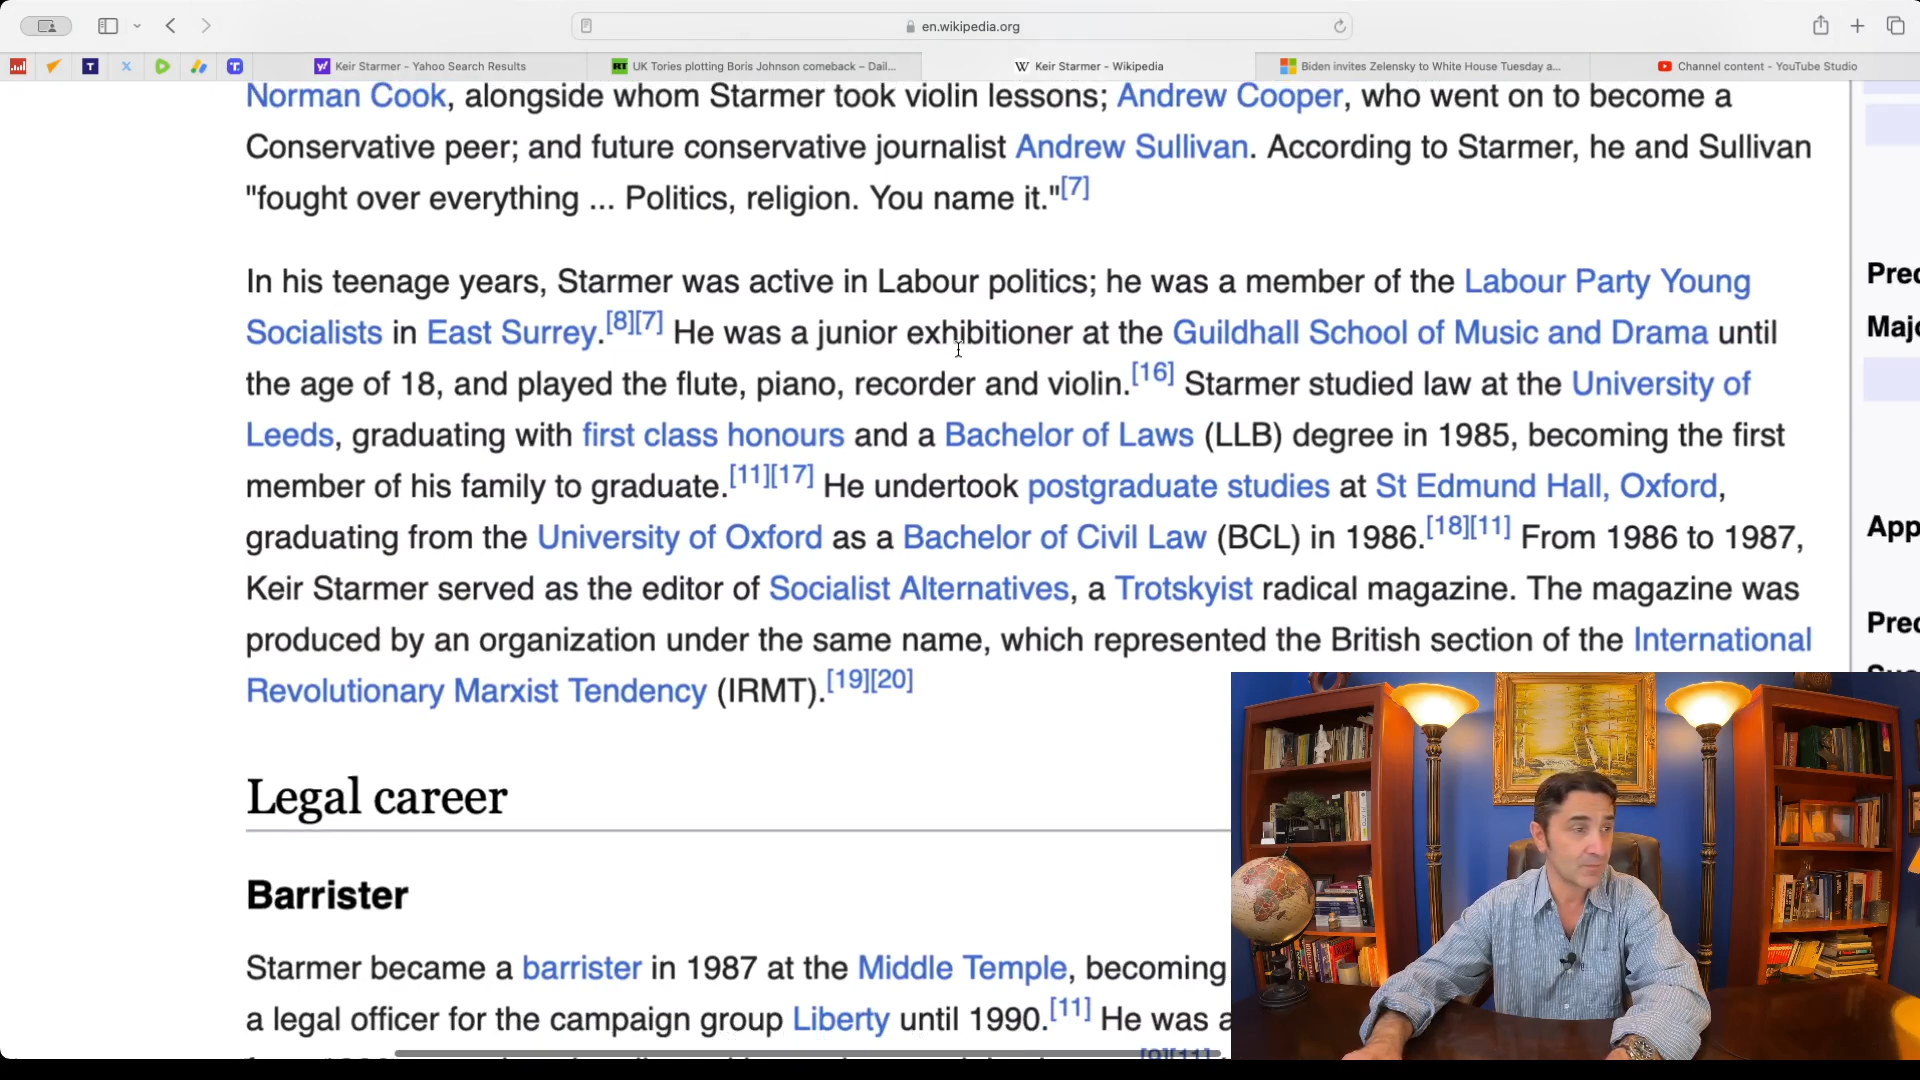 en.wikipedia.org
Keir Starmer - Yahoo Search Results
UK Tories plotting Boris Johnson comeback – Dail...
Keir Starmer - Wikipedia
Biden invites Zelensky to White House Tuesday a...
Channel content - YouTube Studio
Norman Cook, alongside whom Starmer took violin lessons; Andrew Cooper, who went on to become a
Conservative peer; and future conservative journalist Andrew Sullivan. According to Starmer, he and Sullivan
"fought over everything ... Politics, religion. You name it."[7]
In his teenage years, Starmer was active in Labour politics; he was a member of the Labour Party Young
Socialists in East Surrey.[8][7] He was a junior exhibitioner at the Guildhall School of Music and Drama until
the age of 18, and played the flute, piano, recorder and violin.[16] Starmer studied law at the University of
Leeds, graduating with first class honours and a Bachelor of Laws (LLB) degree in 1985, becoming the first
member of his family to graduate.[11][17] He undertook postgraduate studies at St Edmund Hall, Oxford,
graduating from the University of Oxford as a Bachelor of Civil Law (BCL) in 1986.[18][11] From 1986 to 1987,
Keir Starmer served as the editor of Socialist Alternatives, a Trotskyist radical magazine. The magazine was
produced by an organization under the same name, which represented the British section of the International
Revolutionary Marxist Tendency (IRMT).[19][20]
Prec
Majo
App
Prec
Legal career
Barrister
Starmer became a barrister in 1987 at the Middle Temple, becoming
a legal officer for the campaign group Liberty until 1990.[11] He was a
[9][11]